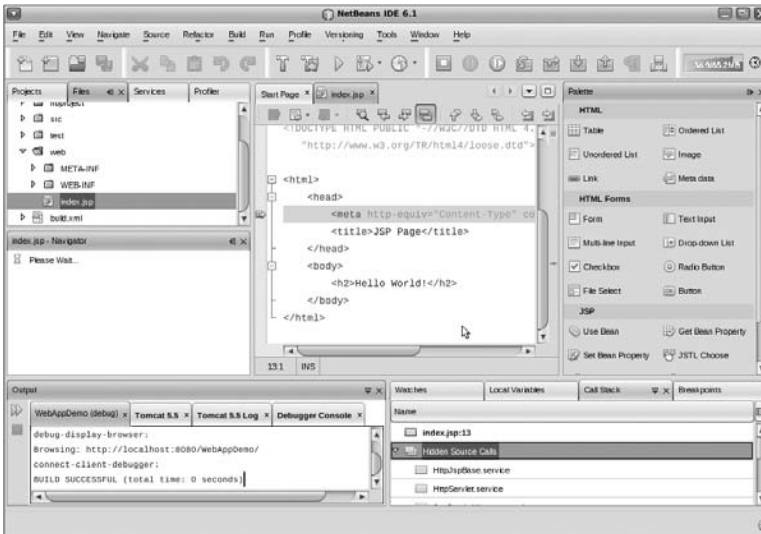 NetBeans IDE 6.1
File Edit View Navigate Source Refactor Build Run Profile Versioning Tools Window Help
Projects Files Services Profiler
nbproject
src
test
web
META-INF
WEB-INF
index.jsp
build.xml
index.jsp - Navigator
Please Wait...
Start Page index.jsp
<!DOCTYPE HTML PUBLIC "-//W3C//DTD HTML 4.
"http://www.w3.org/TR/html4/loose.dtd">
<html>
<head>
<meta http-equiv="Content-Type" co
<title>JSP Page</title>
</head>
<body>
<h2>Hello World!</h2>
</body>
</html>
13:1 INS
Palette
HTML
Table Ordered List
Unordered List Image
Link Meta data
HTML Forms
Form Text Input
Multi-line Input Drop-down List
Checkbox Radio Button
File Select Button
JSP
Use Bean Get Bean Property
Set Bean Property JSTL Choose
Output
WebAppDemo (debug) Tomcat 5.5 Tomcat 5.5 Log Debugger Console
debug-display-browser:
Browsing: http://localhost:8080/WebAppDemo/
connect-client-debugger:
BUILD SUCCESSFUL (total time: 0 seconds)
Watches Local Variables Call Stack Breakpoints
Name
index.jsp:13
Hidden Source Calls
HttpJspBase.service
HttpServlet.service